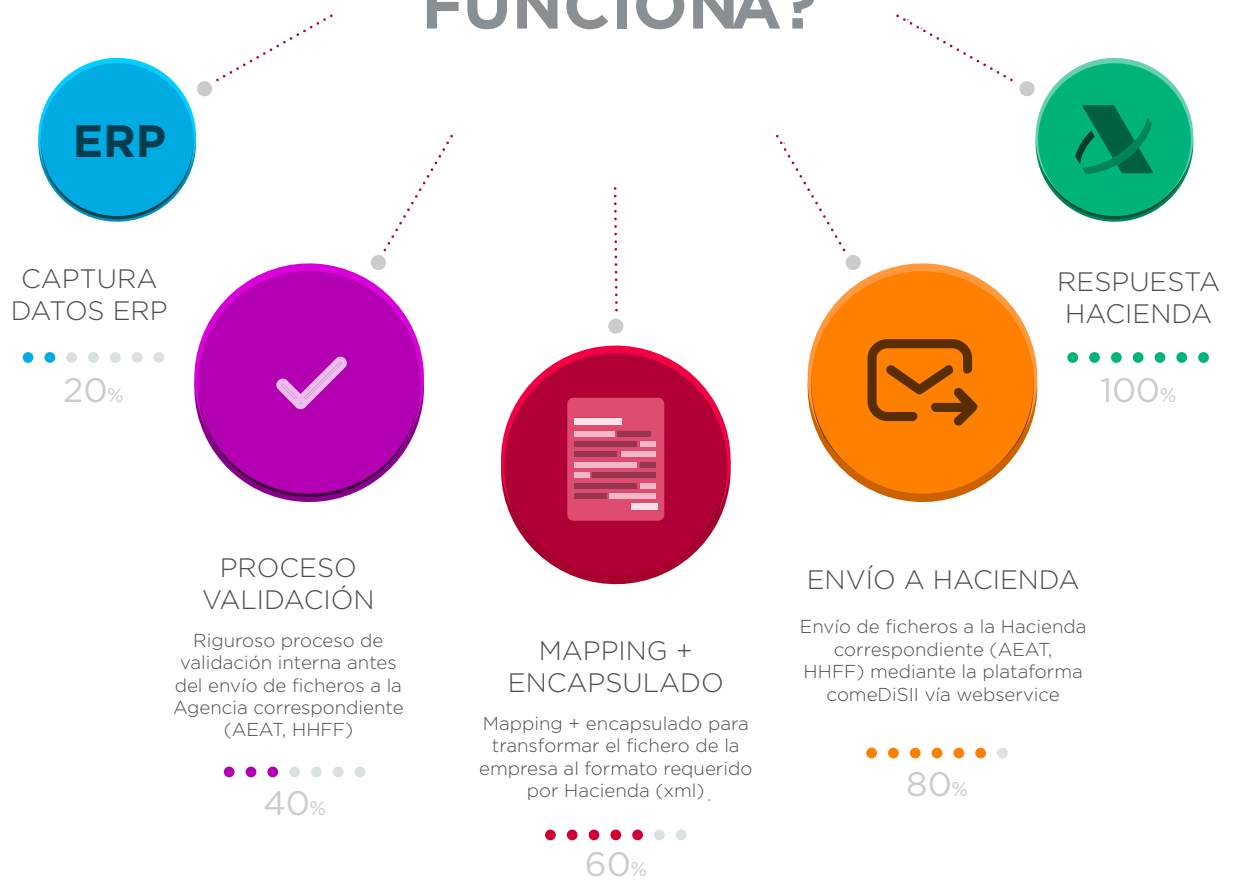 FUNCIONA?
ERP
CAPTURA
DATOS ERP
20%
PROCESO
VALIDACIÓN
Riguroso proceso de
validación interna antes
del envío de ficheros a la
Agencia correspondiente
(AEAT, HHFF)
40%
MAPPING +
ENCAPSULADO
Mapping + encapsulado para
transformar el fichero de la
empresa al formato requerido
por Hacienda (xml).
60%
ENVÍO A HACIENDA
Envío de ficheros a la Hacienda
correspondiente (AEAT,
HHFF) mediante la plataforma
comeDiSII vía webservice
80%
RESPUESTA
HACIENDA
100%